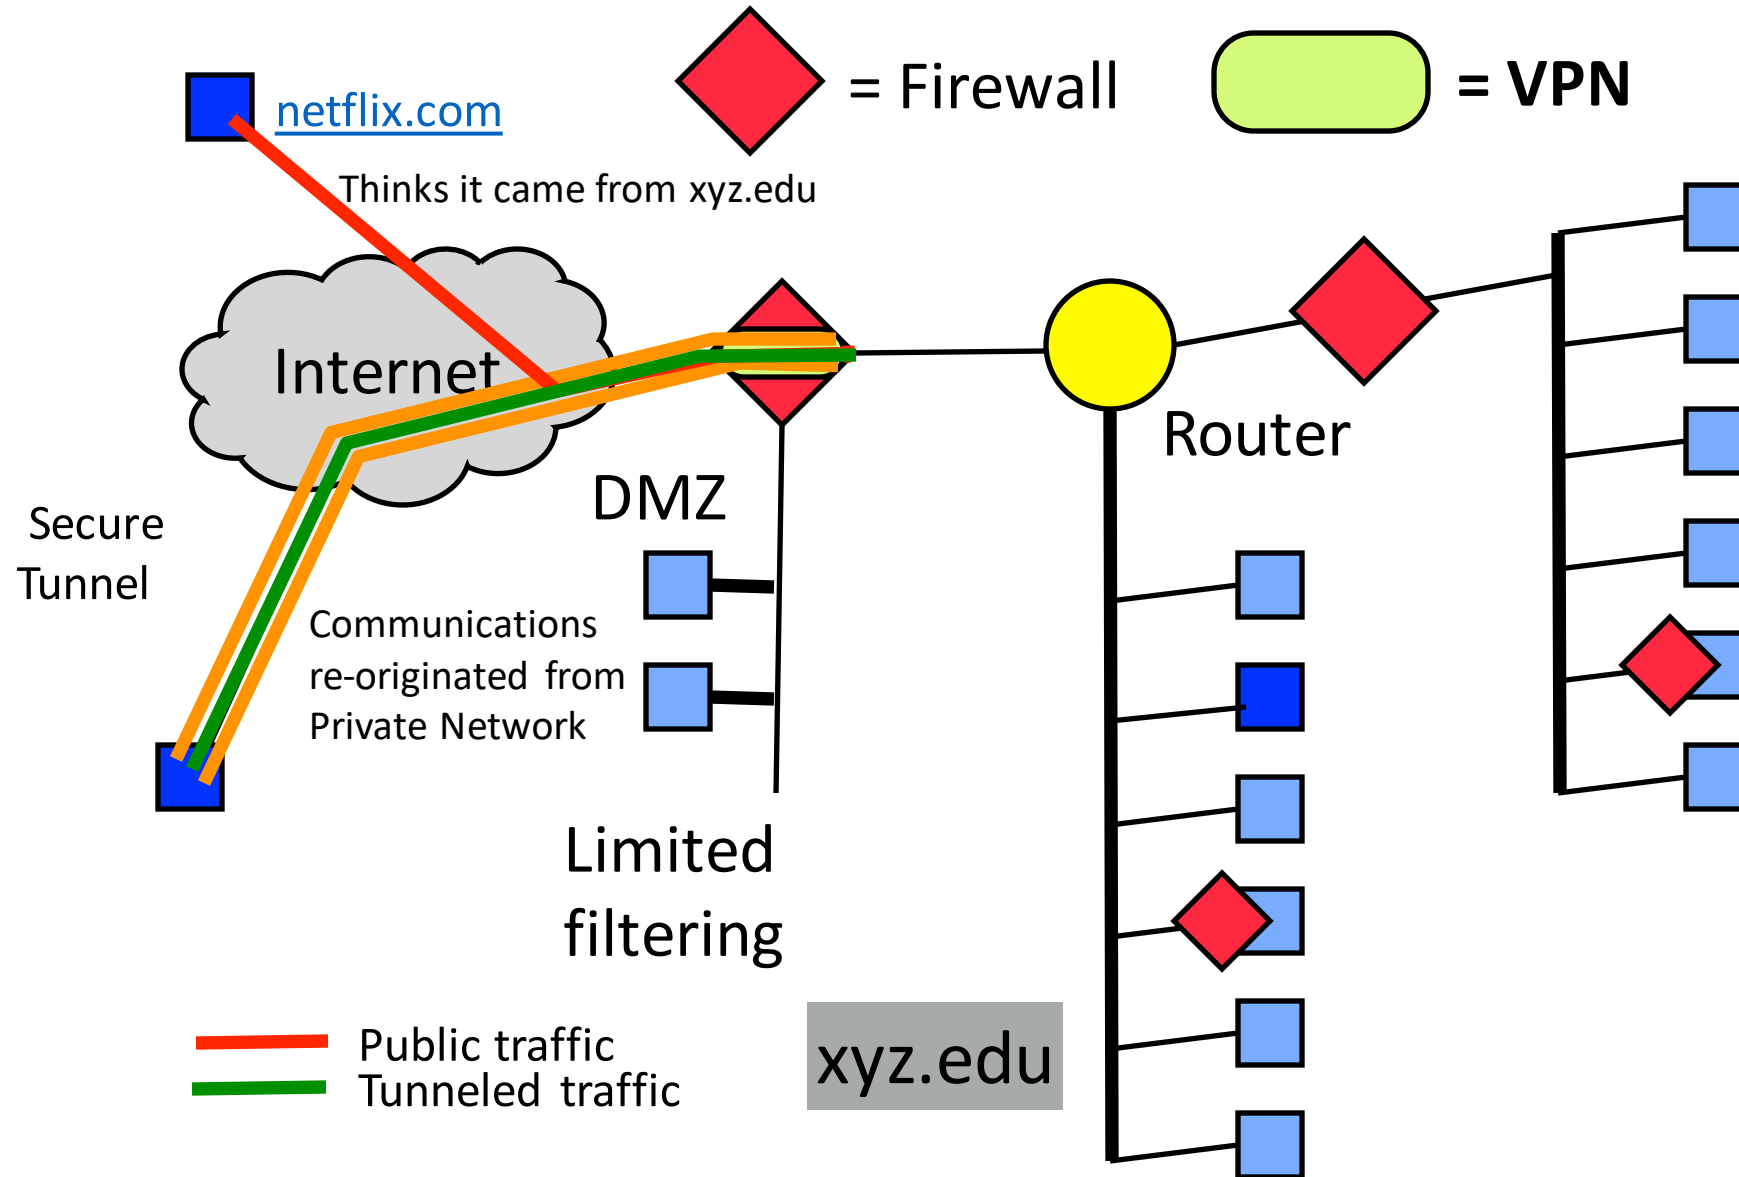 netflix.com
= Firewall
= VPN
Thinks it came from xyz.edu
Internet
Router
DMZ
Secure
Tunnel
Communications
re-originated from
Private Network
Limited
filtering
Public traffic
Tunneled traffic
xyz.edu